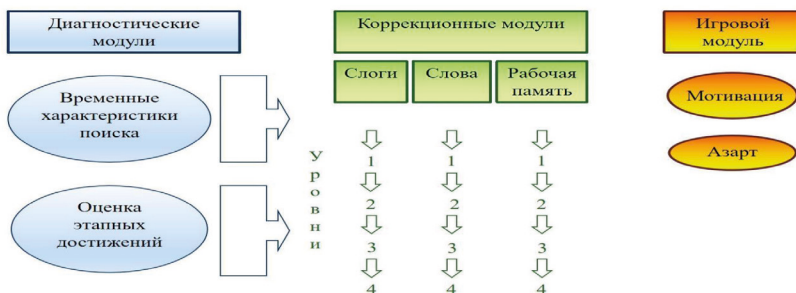 Диагностические
модули
Временные
характеристики
поиска
Оценка
этапных
достижений
Коррекционные модули
Слоги
Слова
Рабочая
память
Уровни
1 1 1
2 2 2
3 3 3
4 4 4
Игровой
модуль
Мотивация
Азарт